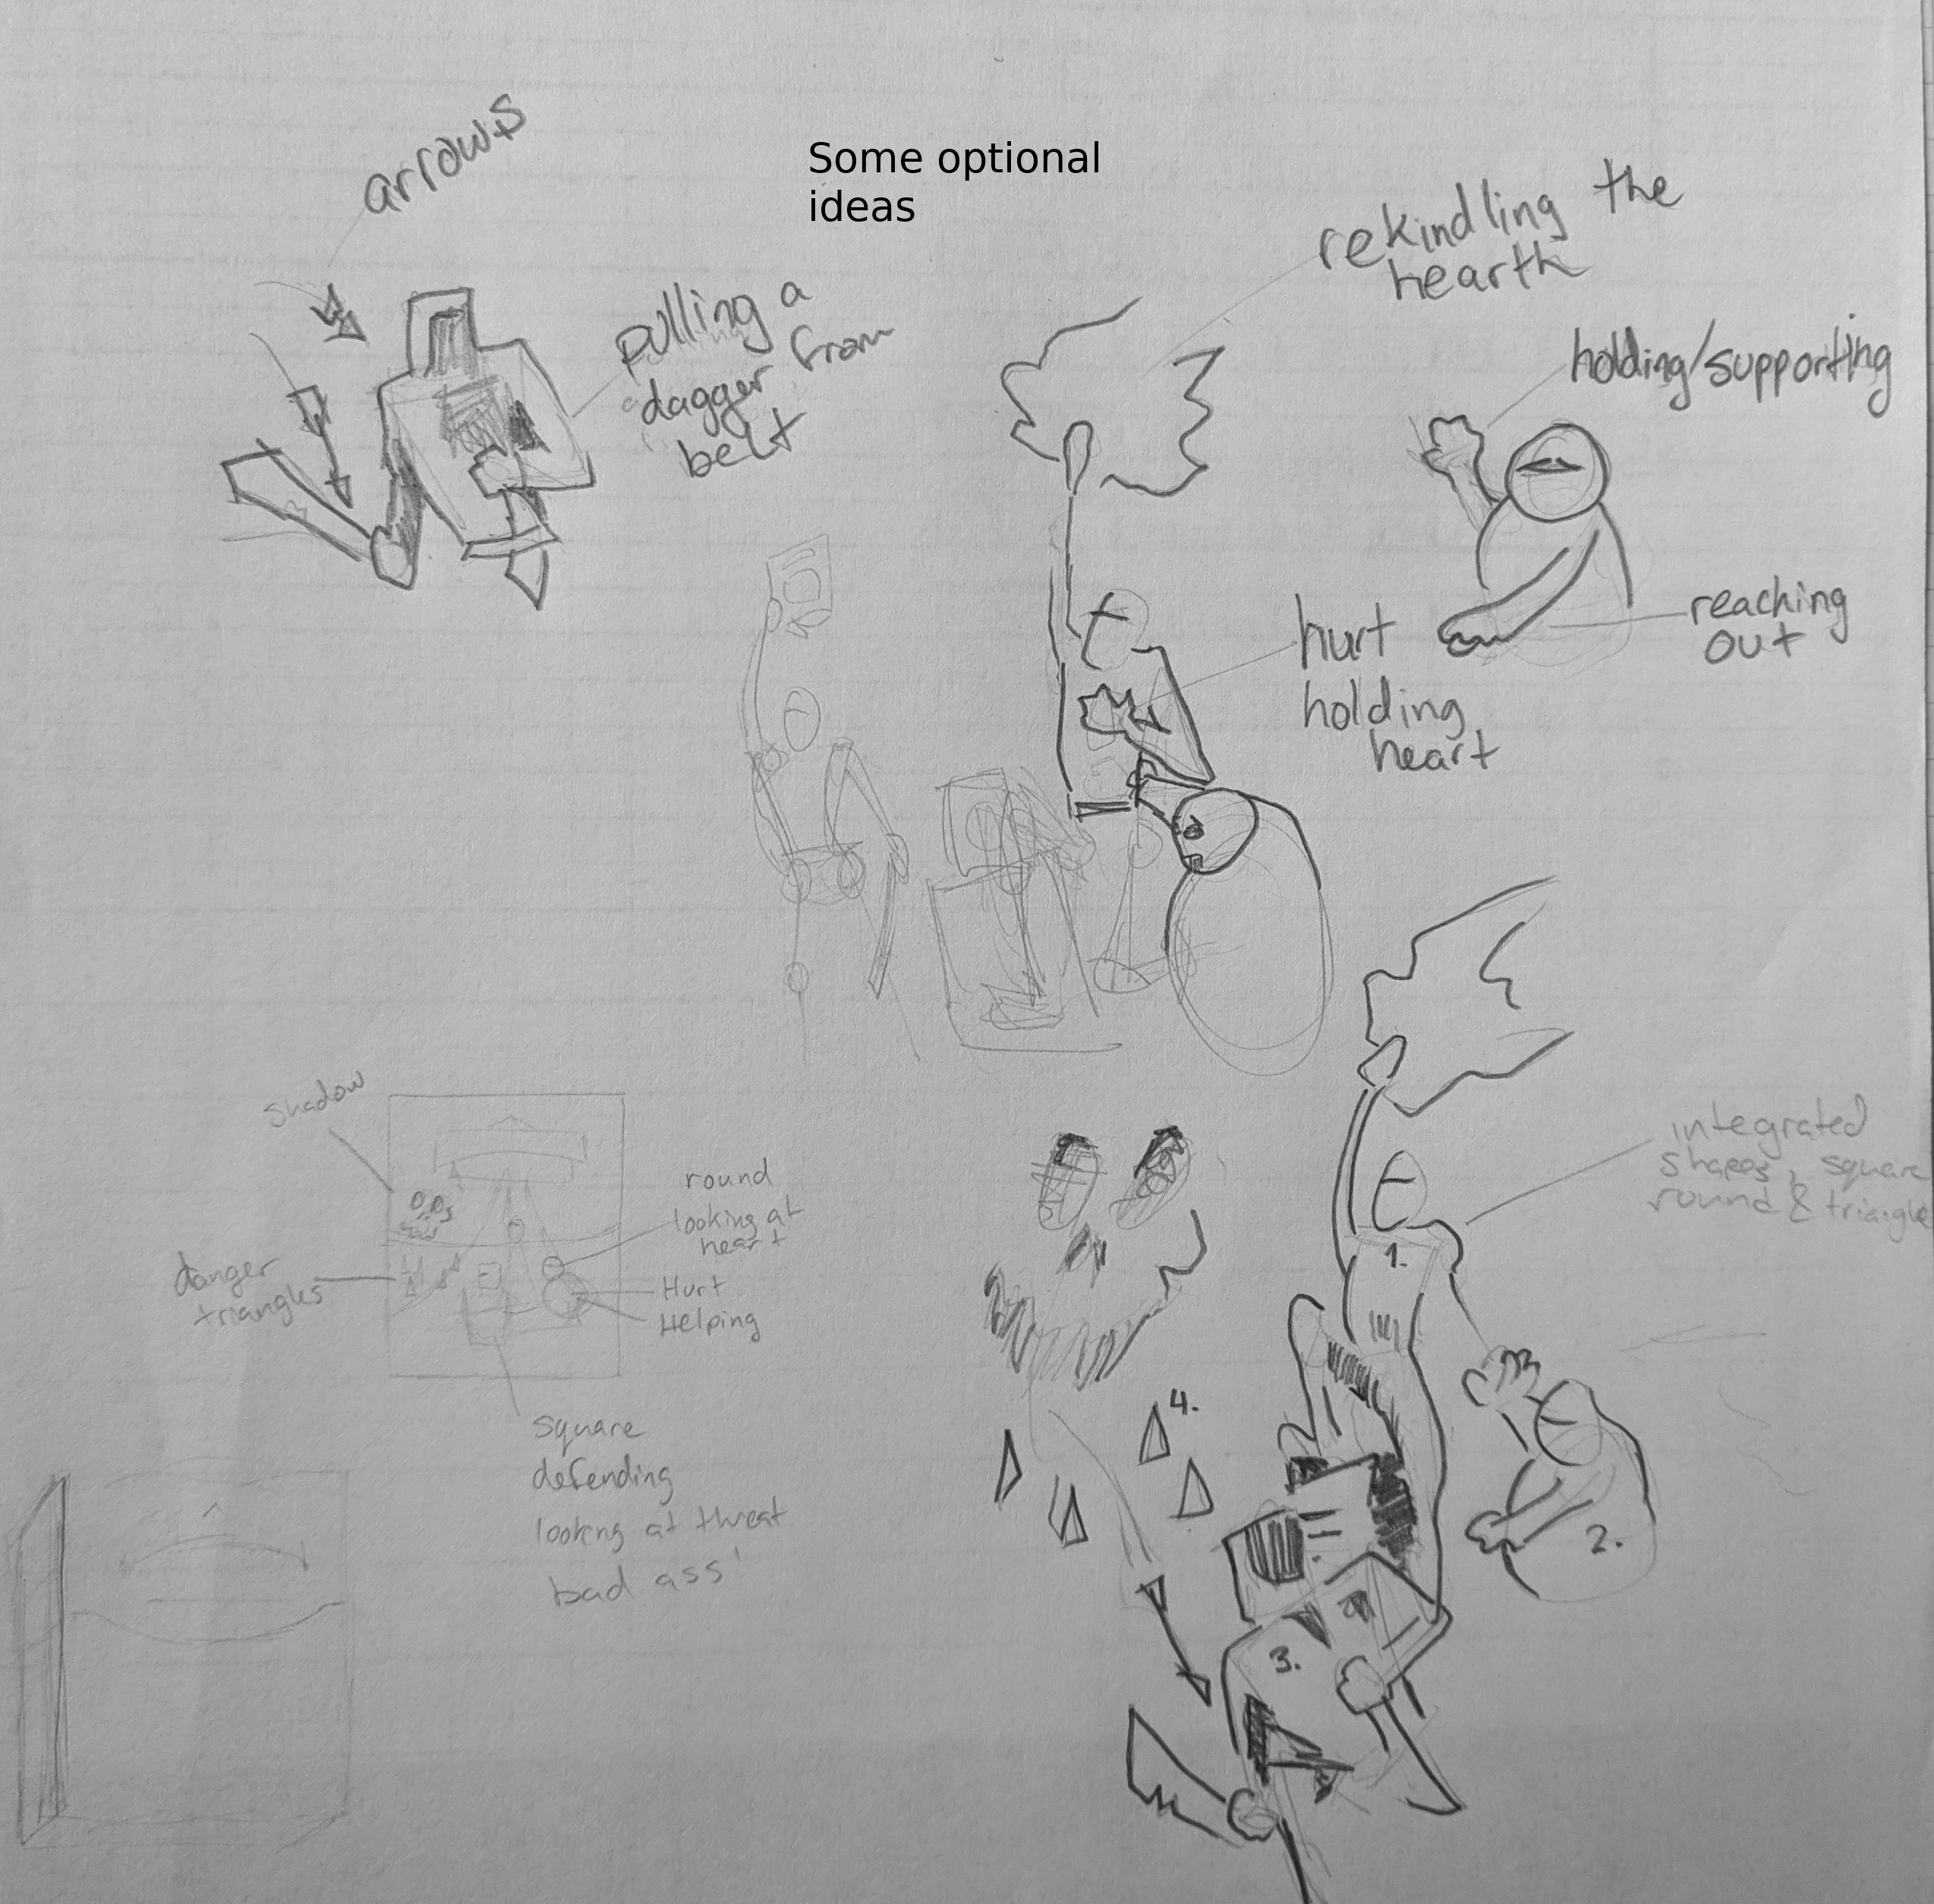 arrows
Some optional
ideas
rekindling the
hearth
pulling a
dagger from
belt
holding/supporting
reaching
out
hurt
holding
heart
shadow
round
looking at
heart
danger
triangles
Hurt
Helping
integrated
shapes, square
round & triangle
1.
4.
2.
3.
square
defending
looking at threat
bad ass!